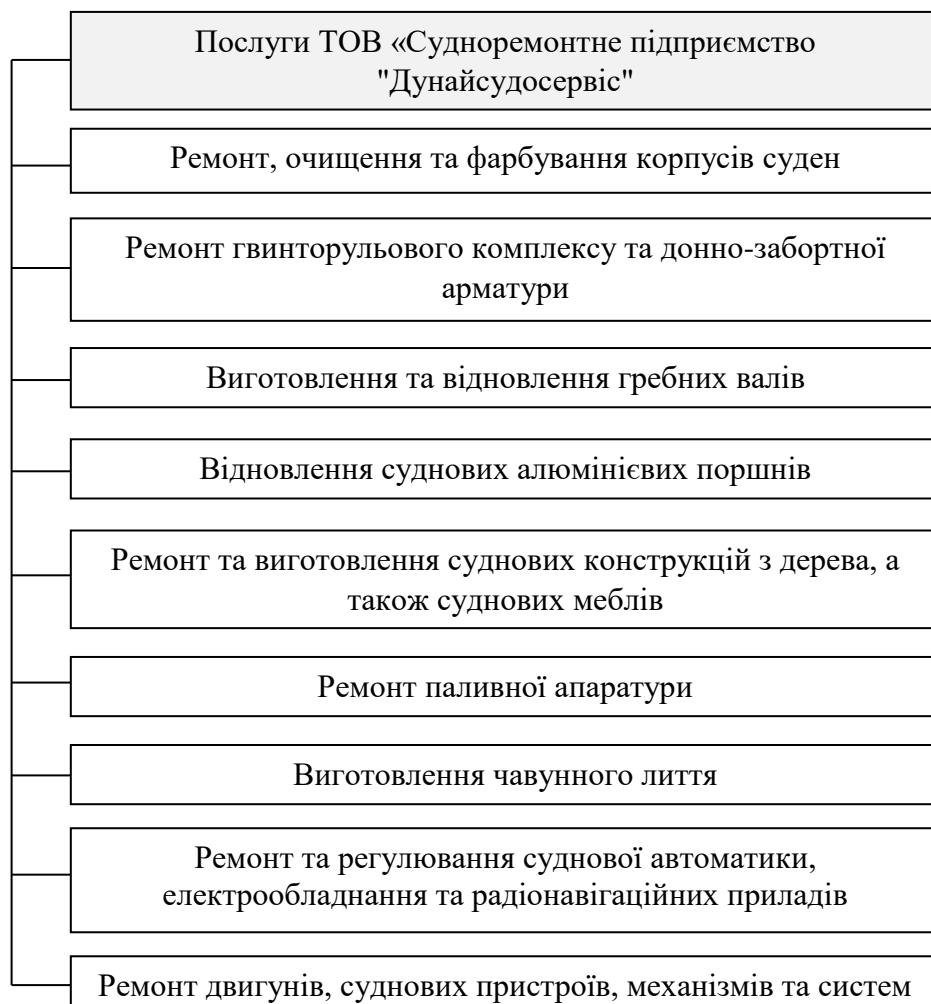 Послуги ТОВ «Судноремонтне підприємство
"Дунайсудосервіс"
Ремонт, очищення та фарбування корпусів суден
Ремонт гвинторульового комплексу та донно-забортної
арматури
Виготовлення та відновлення гребних валів
Відновлення суднових алюмінієвих поршнів
Ремонт та виготовлення суднових конструкцій з дерева, а
також суднових меблів
Ремонт паливної апаратури
Виготовлення чавунного лиття
Ремонт та регулювання суднової автоматики,
електрообладнання та радіонавігаційних приладів
Ремонт двигунів, суднових пристроїв, механізмів та систем